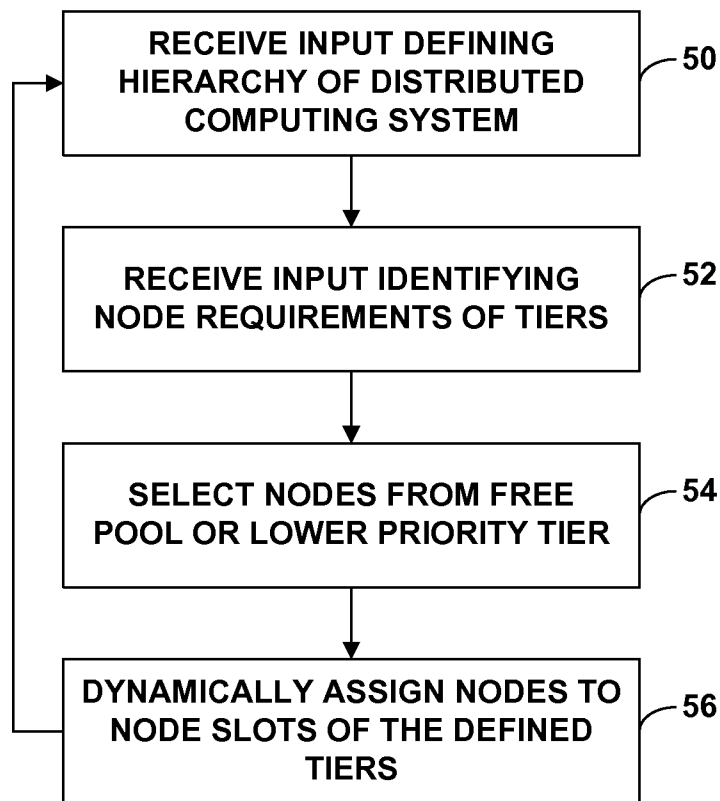 RECEIVE INPUT DEFINING
HIERARCHY OF DISTRIBUTED
COMPUTING SYSTEM
50
RECEIVE INPUT IDENTIFYING
NODE REQUIREMENTS OF TIERS
52
SELECT NODES FROM FREE
POOL OR LOWER PRIORITY TIER
54
DYNAMICALLY ASSIGN NODES TO
NODE SLOTS OF THE DEFINED
TIERS
56